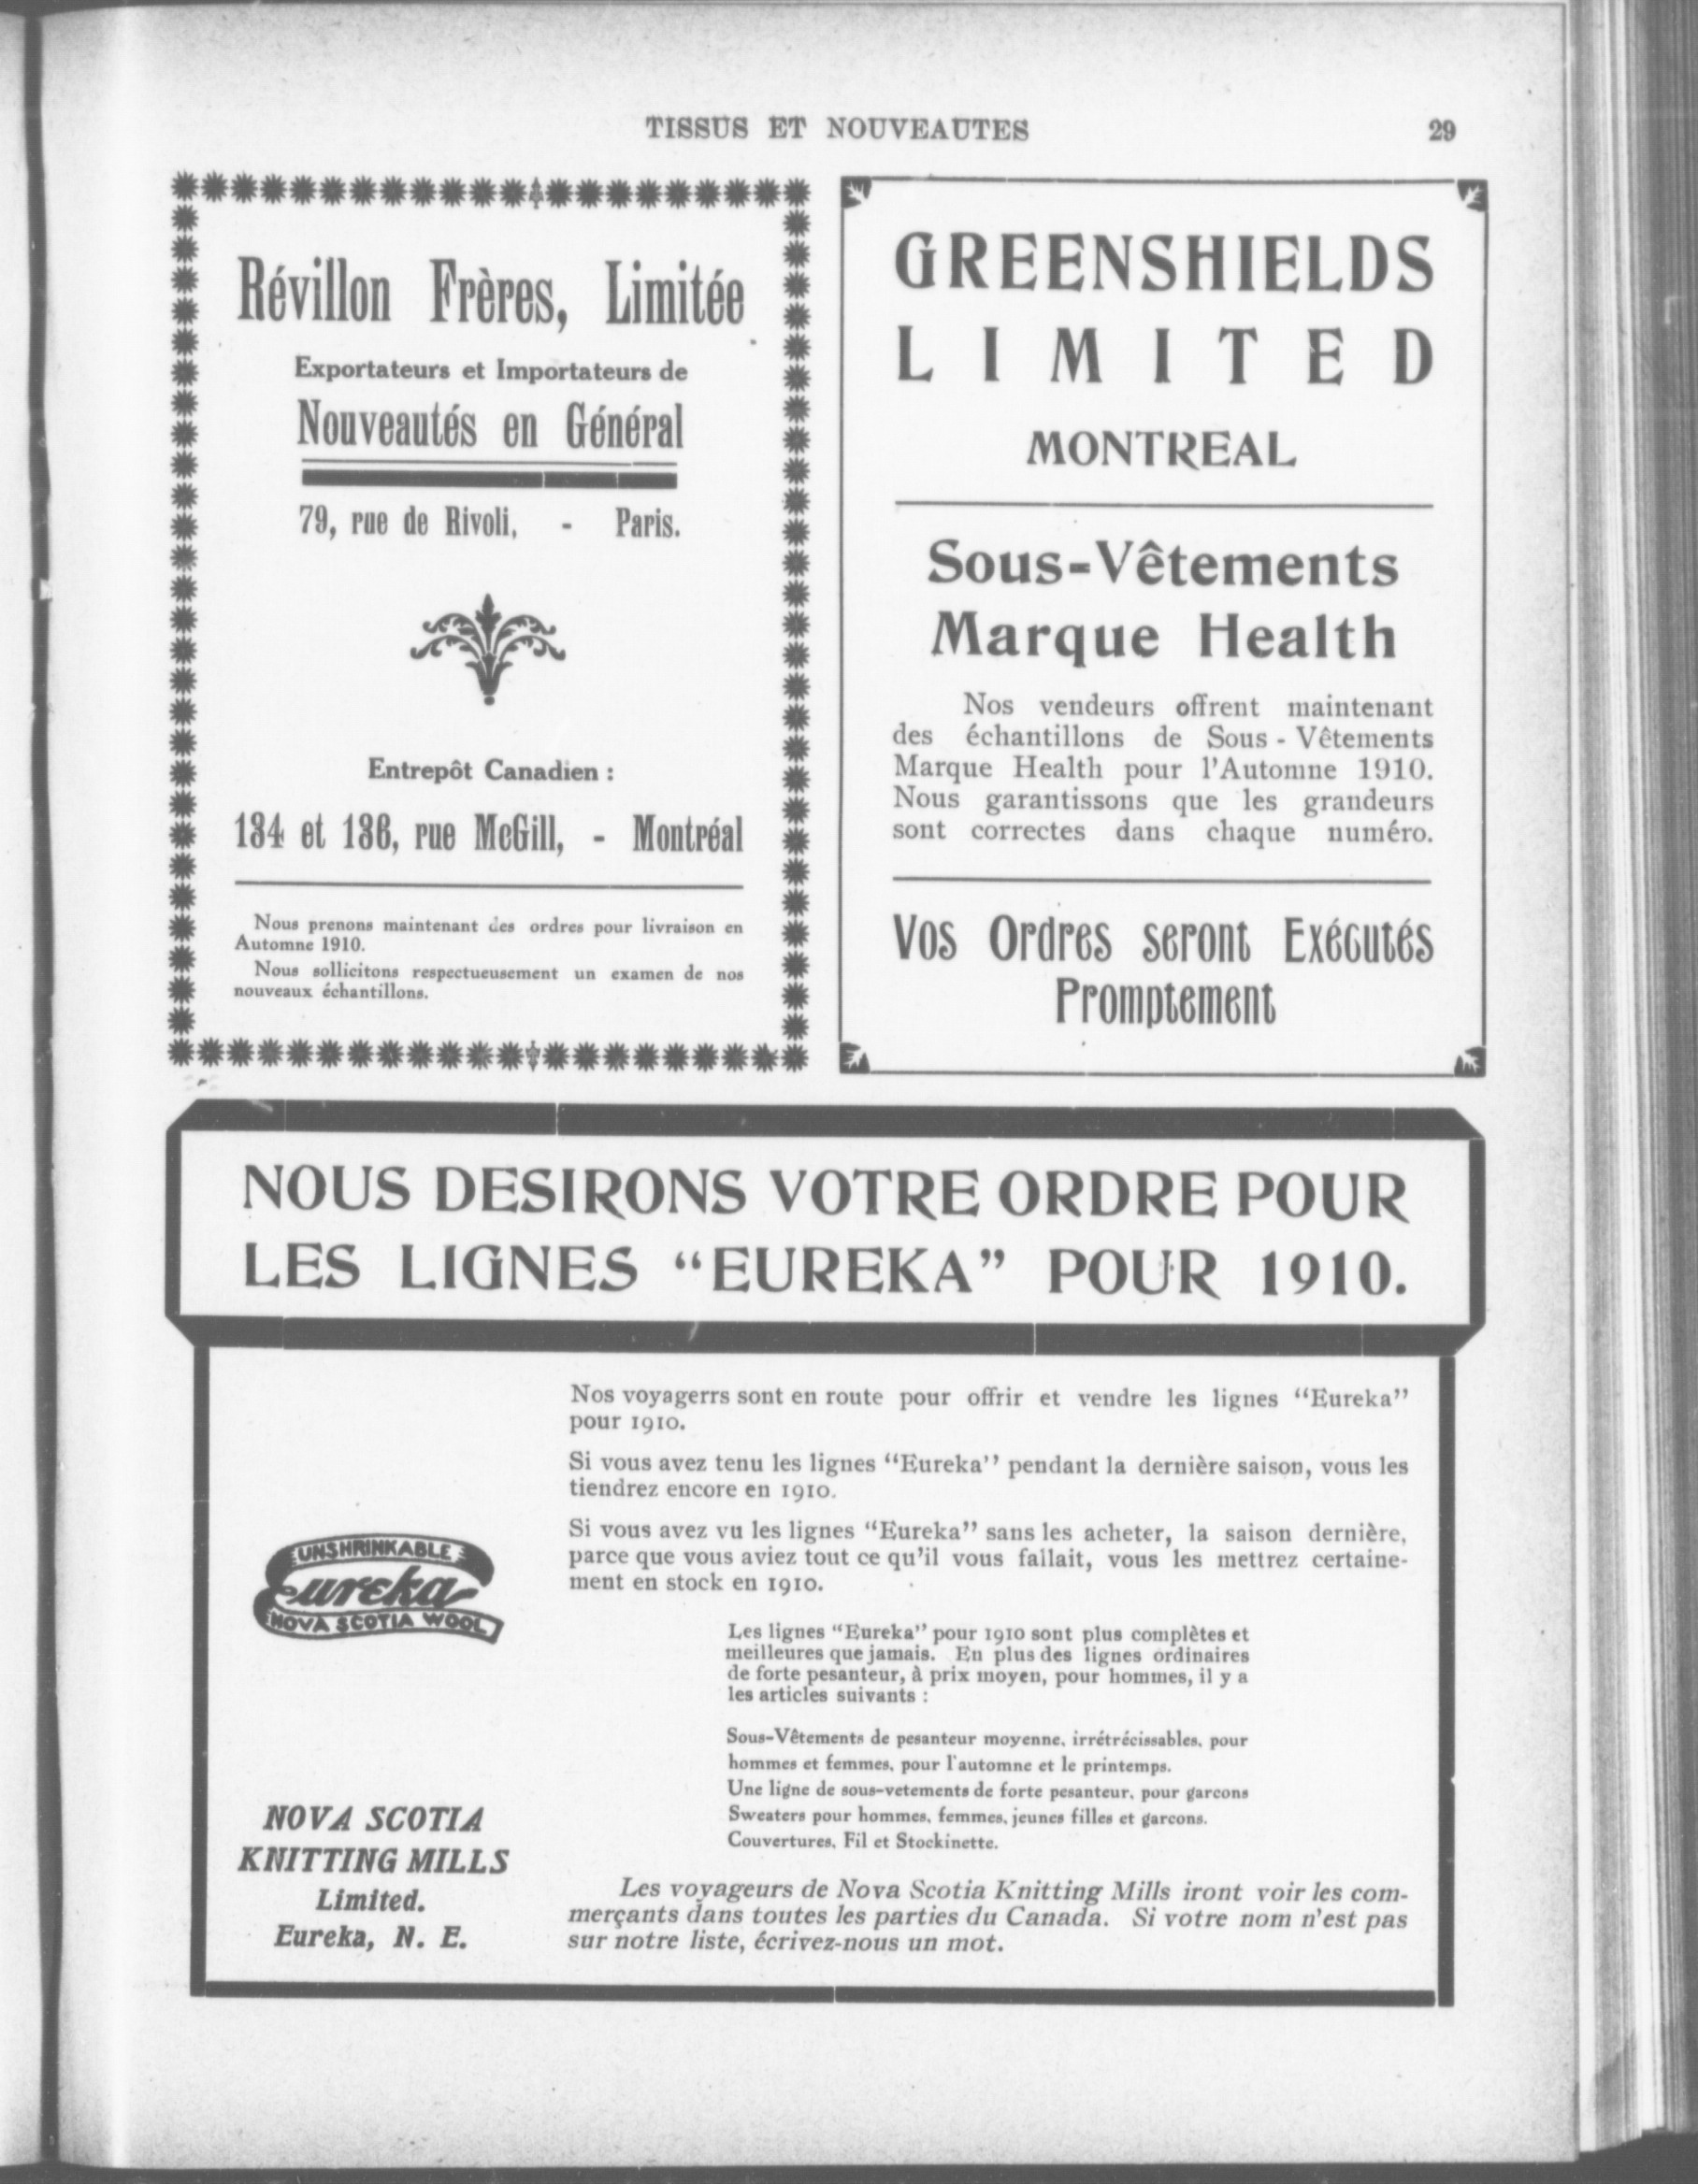 TISSUS ET NOUVEAUTES 29
Révillon Frères, Limitée
Exportateurs et Importateurs de
Nouveautés en Général
79, rue de Rivoli, - Paris.
Entrepôt Canadien :
134 et 136, rue McGill, - Montréal
Nous prenons maintenant des ordres pour livraison en
Automne 1910.
Nous sollicitons respectueusement un examen de nos
nouveaux échantillons.
GREENSHIELDS
LIMITED
MONTREAL
Sous-Vêtements
Marque Health
Nos vendeurs offrent maintenant
des échantillons de Sous - Vêtements
Marque Health pour l'Automne 1910.
Nous garantissons que les grandeurs
sont correctes dans chaque numéro.
Vos Ordres seront Exécutés
Promptement
NOUS DESIRONS VOTRE ORDRE POUR
LES LIGNES “EUREKA” POUR 1910.
Nos voyagerrs sont en route pour offrir et vendre les lignes “Eureka”
pour 1910.
Si vous avez tenu les lignes “Eureka” pendant la dernière saison, vous les
tiendrez encore en 1910.
Si vous avez vu les lignes “Eureka” sans les acheter, la saison dernière,
parce que vous aviez tout ce qu'il vous fallait, vous les mettrez certaine-
ment en stock en 1910.
Les lignes “Eureka” pour 1910 sont plus complètes et
meilleures que jamais. En plus des lignes ordinaires
de forte pesanteur, à prix moyen, pour hommes, il y a
les articles suivants :
Sous-Vêtements de pesanteur moyenne, irrétrécissables, pour
hommes et femmes, pour l'automne et le printemps.
Une ligne de sous-vetements de forte pesanteur, pour garcons
Sweaters pour hommes, femmes, jeunes filles et garcons.
Couvertures, Fil et Stockinette.
Les voyageurs de Nova Scotia Knitting Mills iront voir les com-
merçants dans toutes les parties du Canada. Si votre nom n'est pas
sur notre liste, écrivez-nous un mot.
UNSHRINKABLE
Eureka
NOVA SCOTIA WOOL
NOVA SCOTIA
KNITTING MILLS
Limited.
Eureka, N. E.